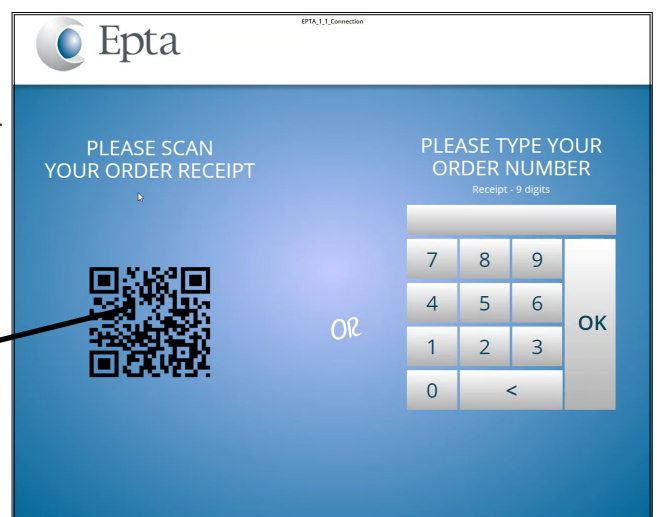 EPTA_1_1_Connection
Epta
PLEASE SCAN
YOUR ORDER RECEIPT
PLEASE TYPE YOUR
ORDER NUMBER
Receipt - 9 digits
7 8 9
4 5 6
OK
1 2 3
0 <
OR